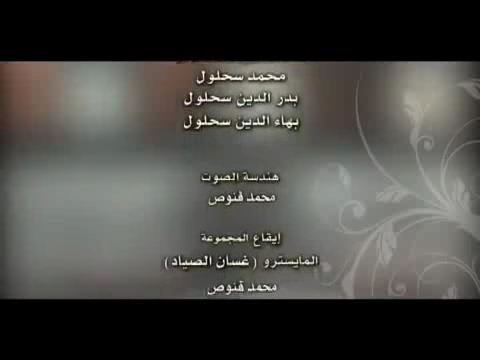 محمد سحلول
بدر الدين سحلول
بهاء الدين سحلول
هندسة الصوت
محمد قنوص
إيقاع المجموعة
المايسترو ( غسان الصياد )
محمد قنوص